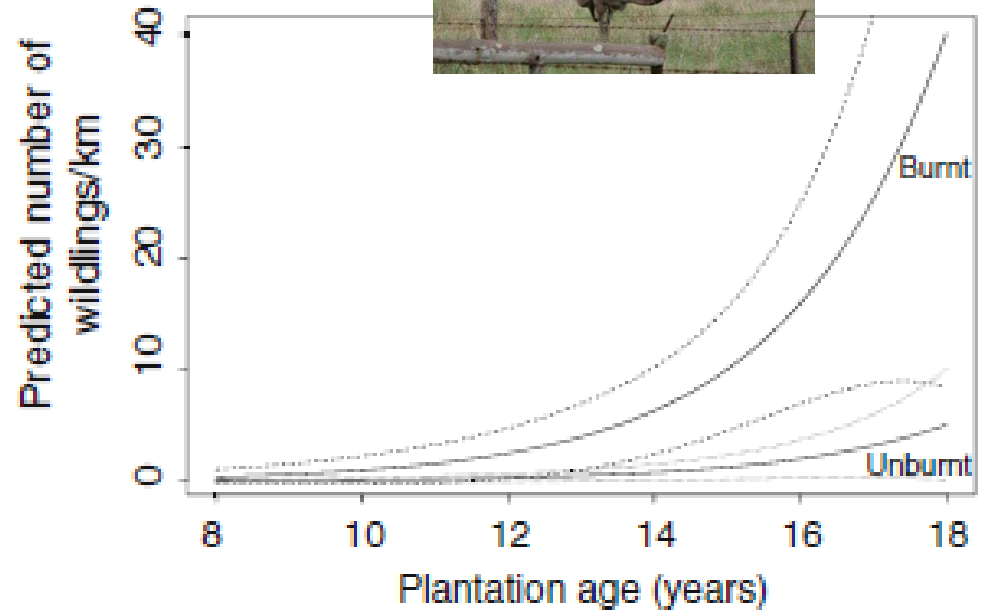 Predicted number of
wildlings/km
40
30
20
10
0
Burnt
Unburnt
8 10 12 14 16 18
Plantation age (years)